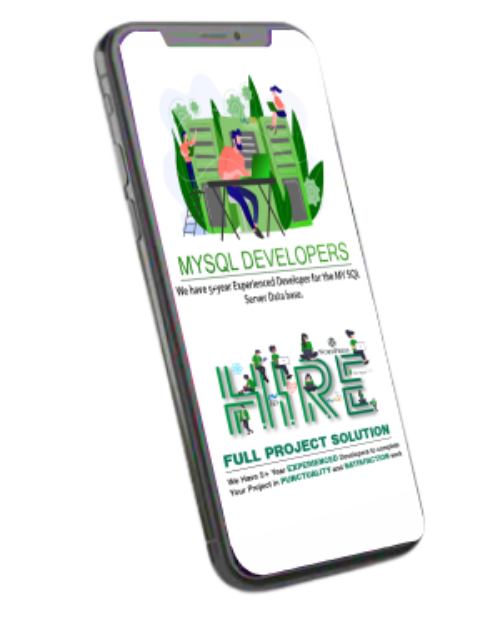 MYSQL DEVELOPERS
We have 5+year Experienced Developer for the MY SQL
Server Data base.
HIRE
FULL PROJECT SOLUTION
We Have 5+ Year EXPERIENCED Developers to complete
Your Project in PUNCTUALITY and SATISFACTION work